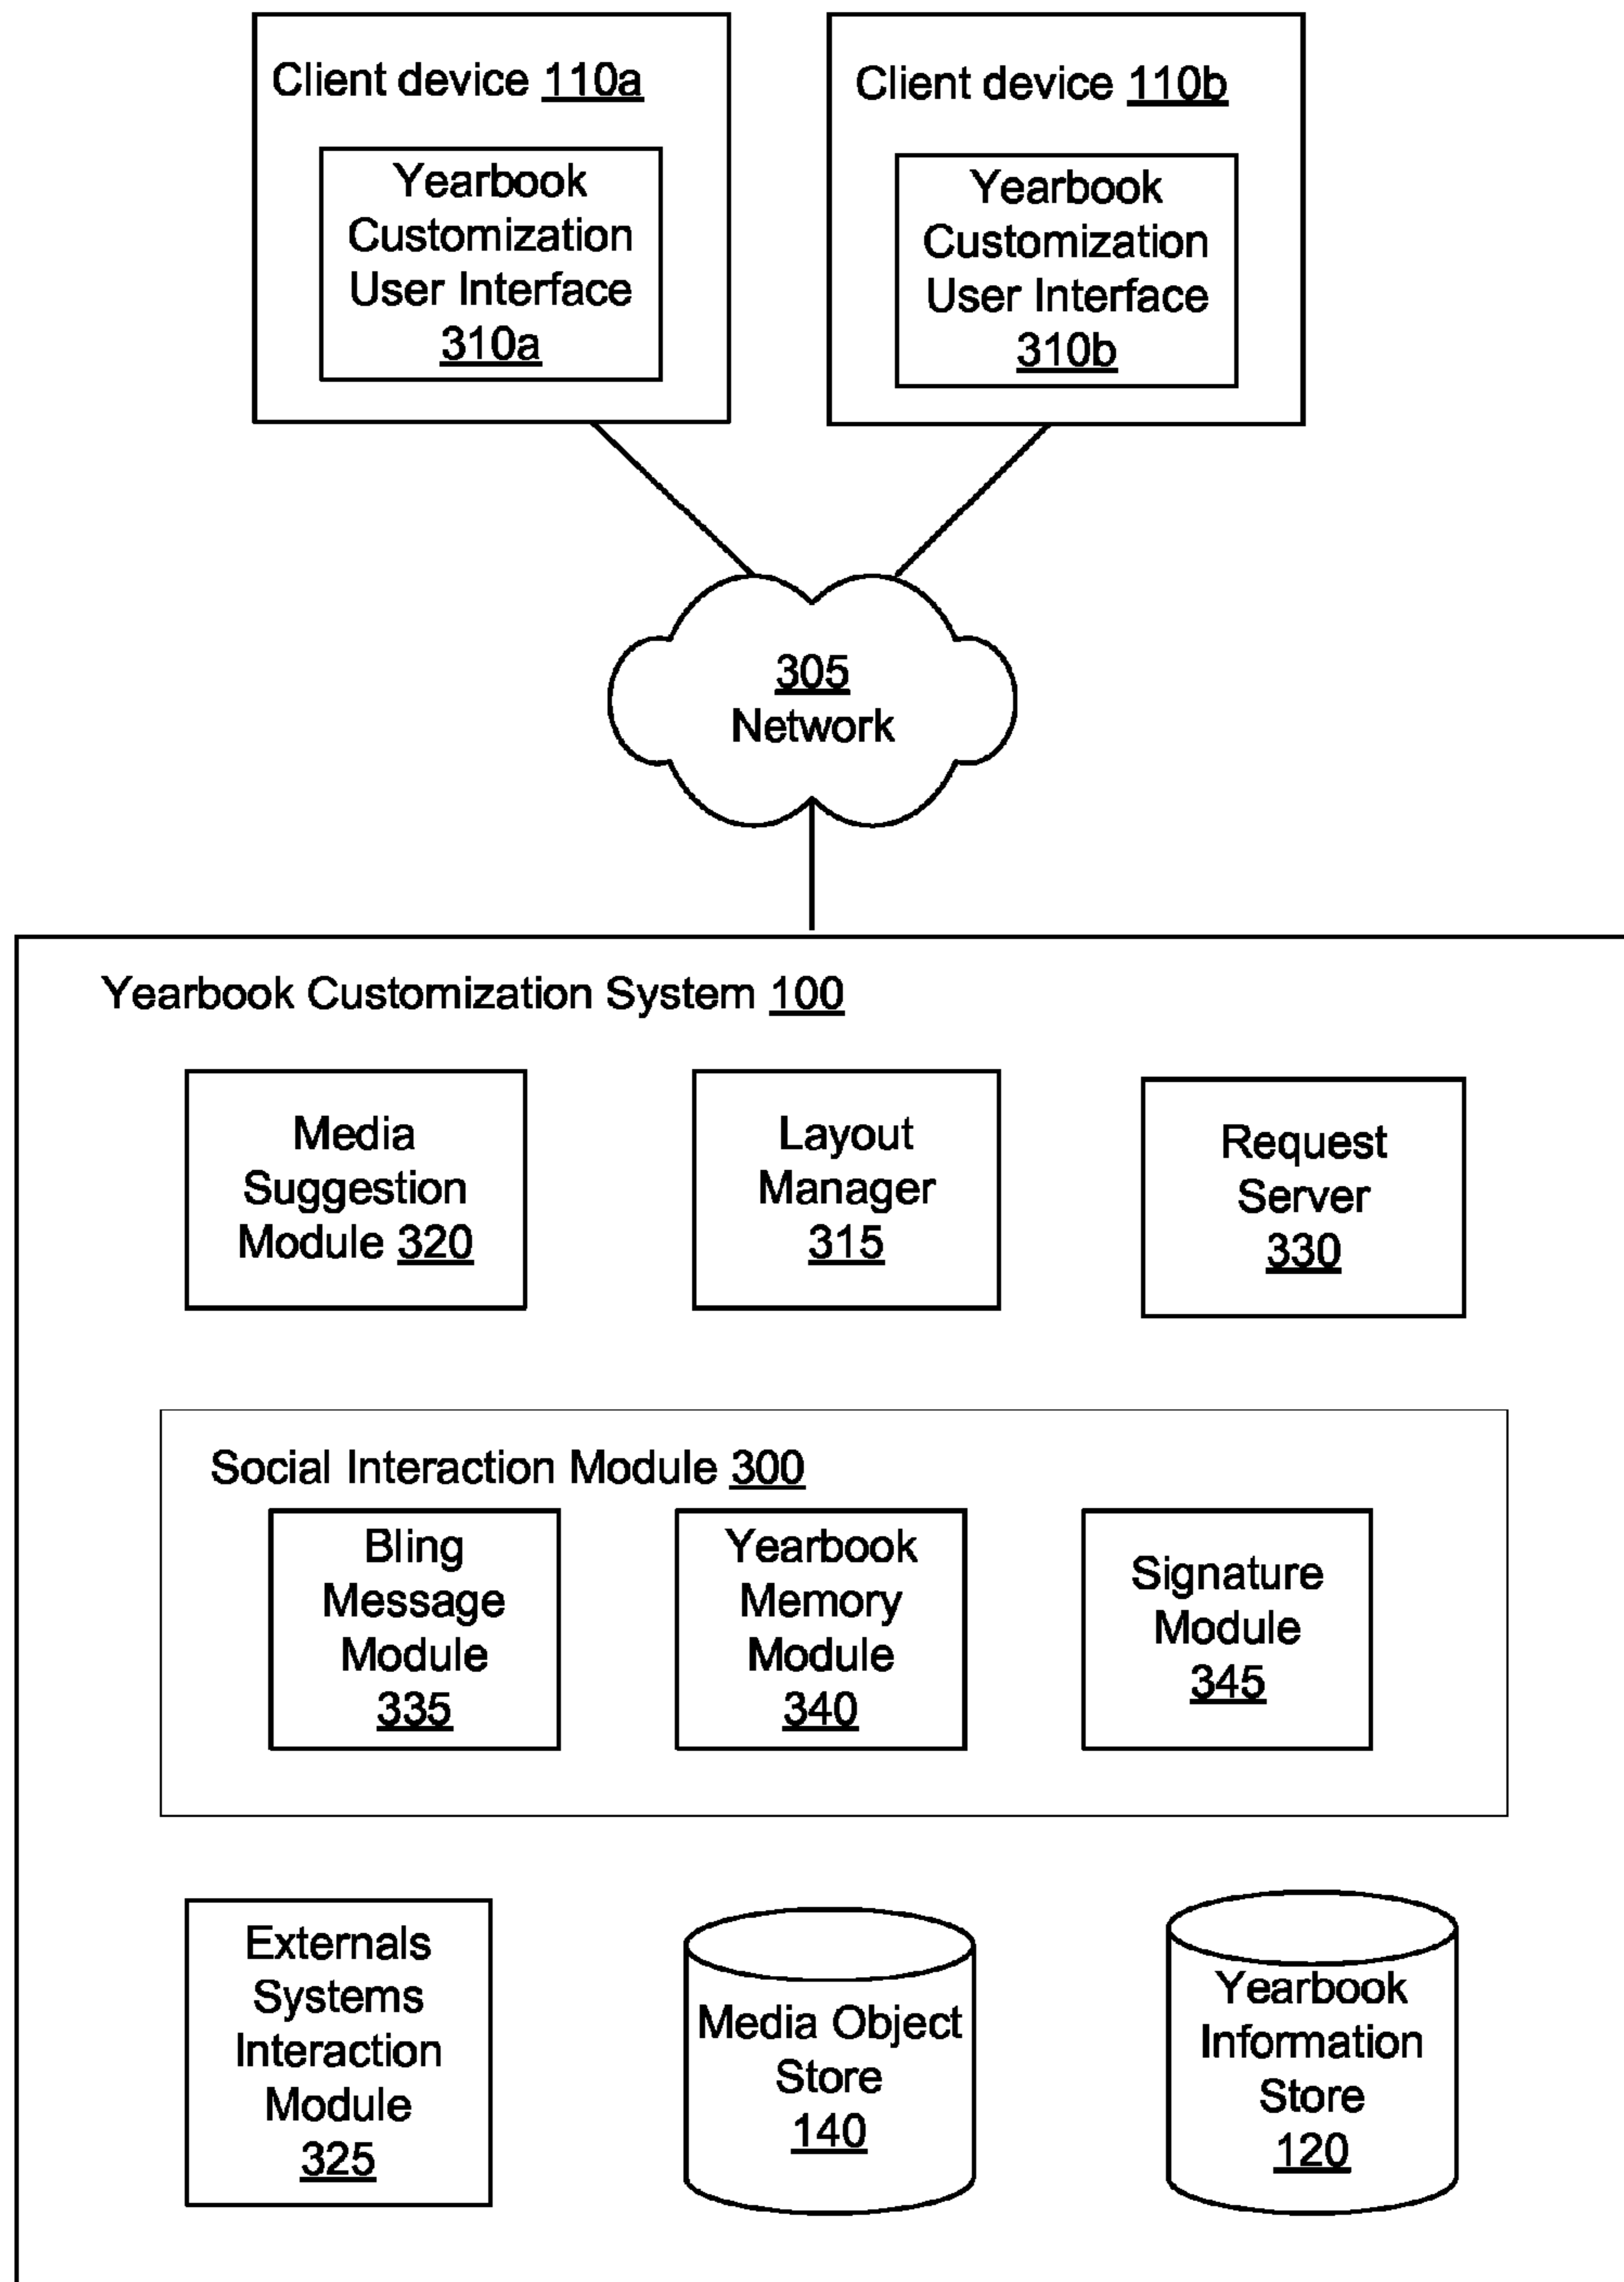 Client device 110a
Yearbook
Customization
User Interface
310a
Client device 110b
Yearbook
Customization
User Interface
310b
305
Network
Yearbook Customization System 100
Media
Suggestion
Module 320
Layout
Manager
315
Request
Server
330
Social Interaction Module 300
Bling
Message
Module
335
Yearbook
Memory
Module
340
Signature
Module
345
Externals
Systems
Interaction
Module
325
Media Object
Store
140
Yearbook
Information
Store
120